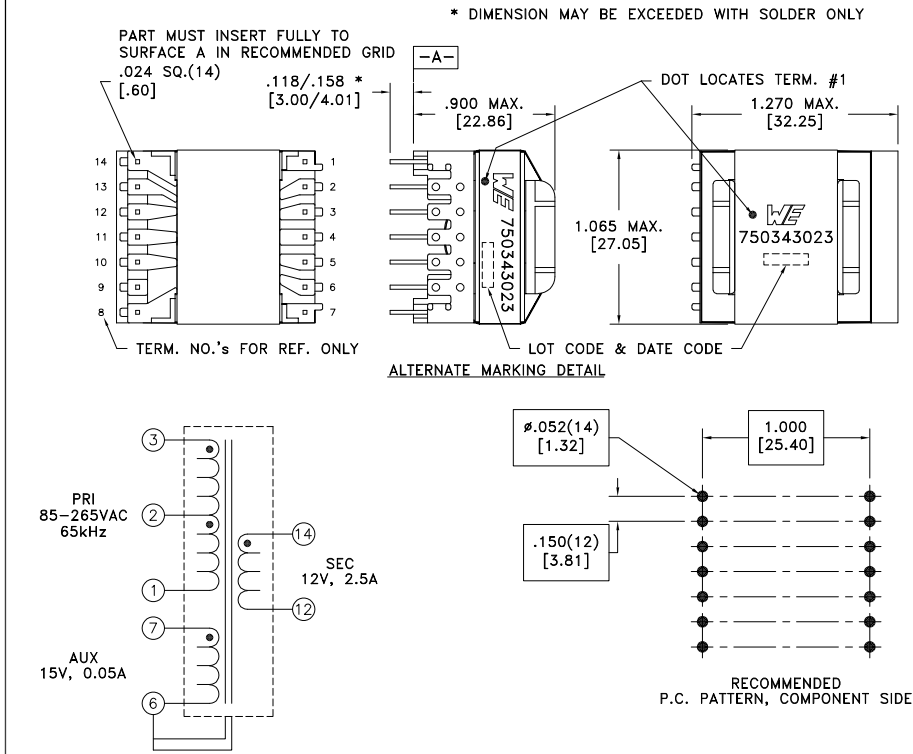 * DIMENSION MAY BE EXCEEDED WITH SOLDER ONLY
PART MUST INSERT FULLY TO
SURFACE A IN RECOMMENDED GRID
.024 SQ.(14)
[.60]
.118/.158 *
[3.00/4.01]
-A-
.900 MAX.
[22.86]
DOT LOCATES TERM. #1
1.270 MAX.
[32.25]
14
13
12
11
10
9
8
1
2
3
4
5
6
7
WE 750343023
1.065 MAX.
[27.05]
WE
750343023
TERM. NO.'s FOR REF. ONLY
LOT CODE & DATE CODE
ALTERNATE MARKING DETAIL
3
PRI
85-265VAC
65kHz
2
1
7
AUX
15V, 0.05A
6
14
SEC
12V, 2.5A
12
ø.052(14)
[1.32]
1.000
[25.40]
.150(12)
[3.81]
RECOMMENDED
P.C. PATTERN, COMPONENT SIDE